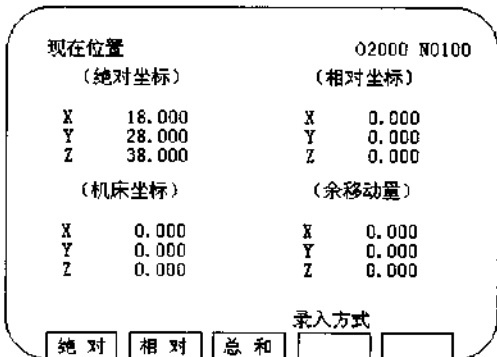 现在位置 O2000 N0100
(绝对坐标) (相对坐标)
X 18.000 X 0.000
Y 28.000 Y 0.000
Z 38.000 Z 0.000
(机床坐标) (余移动量)
X 0.000 X 0.000
Y 0.000 Y 0.000
Z 0.000 Z 0.000
录入方式
绝 对 相 对 总 和